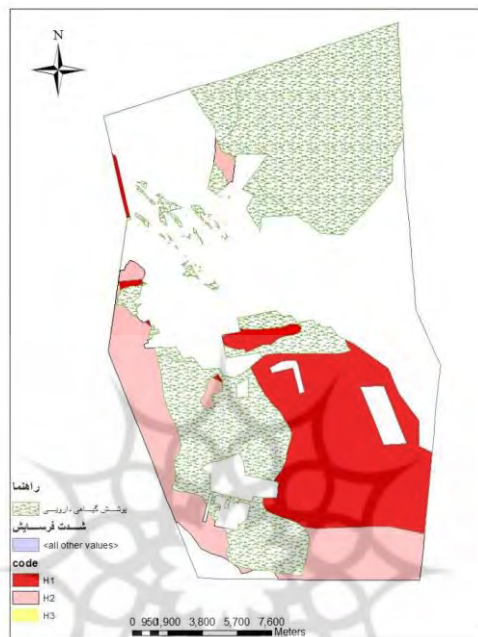 N
راهنما
پوشش گیاهی دارویی
شدت فرسایش
<all other values>
code
H1
H2
H3
0 950 1,900 3,800 5,700 7,600
Meters